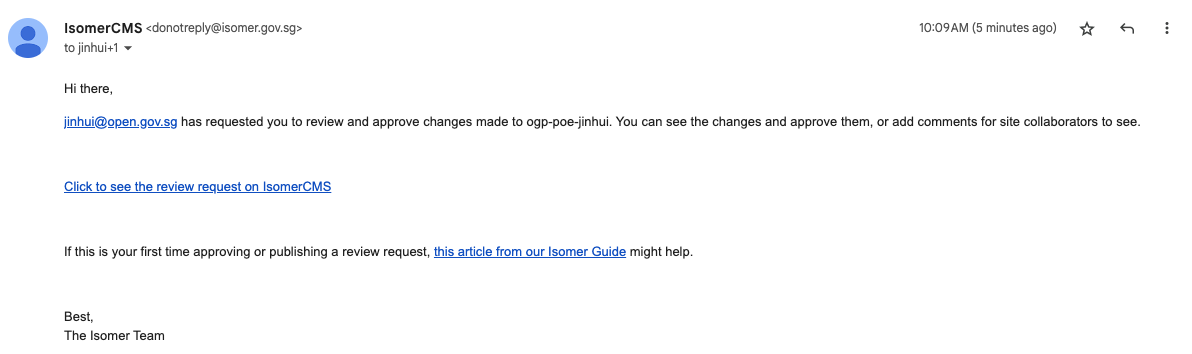 IsomerCMS <donotreply@isomer.gov.sg>
10:09AM (5 minutes ago)
to jinhui+1
Hi there,
jinhui@open.gov.sg has requested you to review and approve changes made to ogp-poe-jinhui. You can see the changes and approve them, or add comments for site collaborators to see.
Click to see the review request on IsomerCMS
If this is your first time approving or publishing a review request, this article from our Isomer Guide might help.
Best,
The Isomer Team